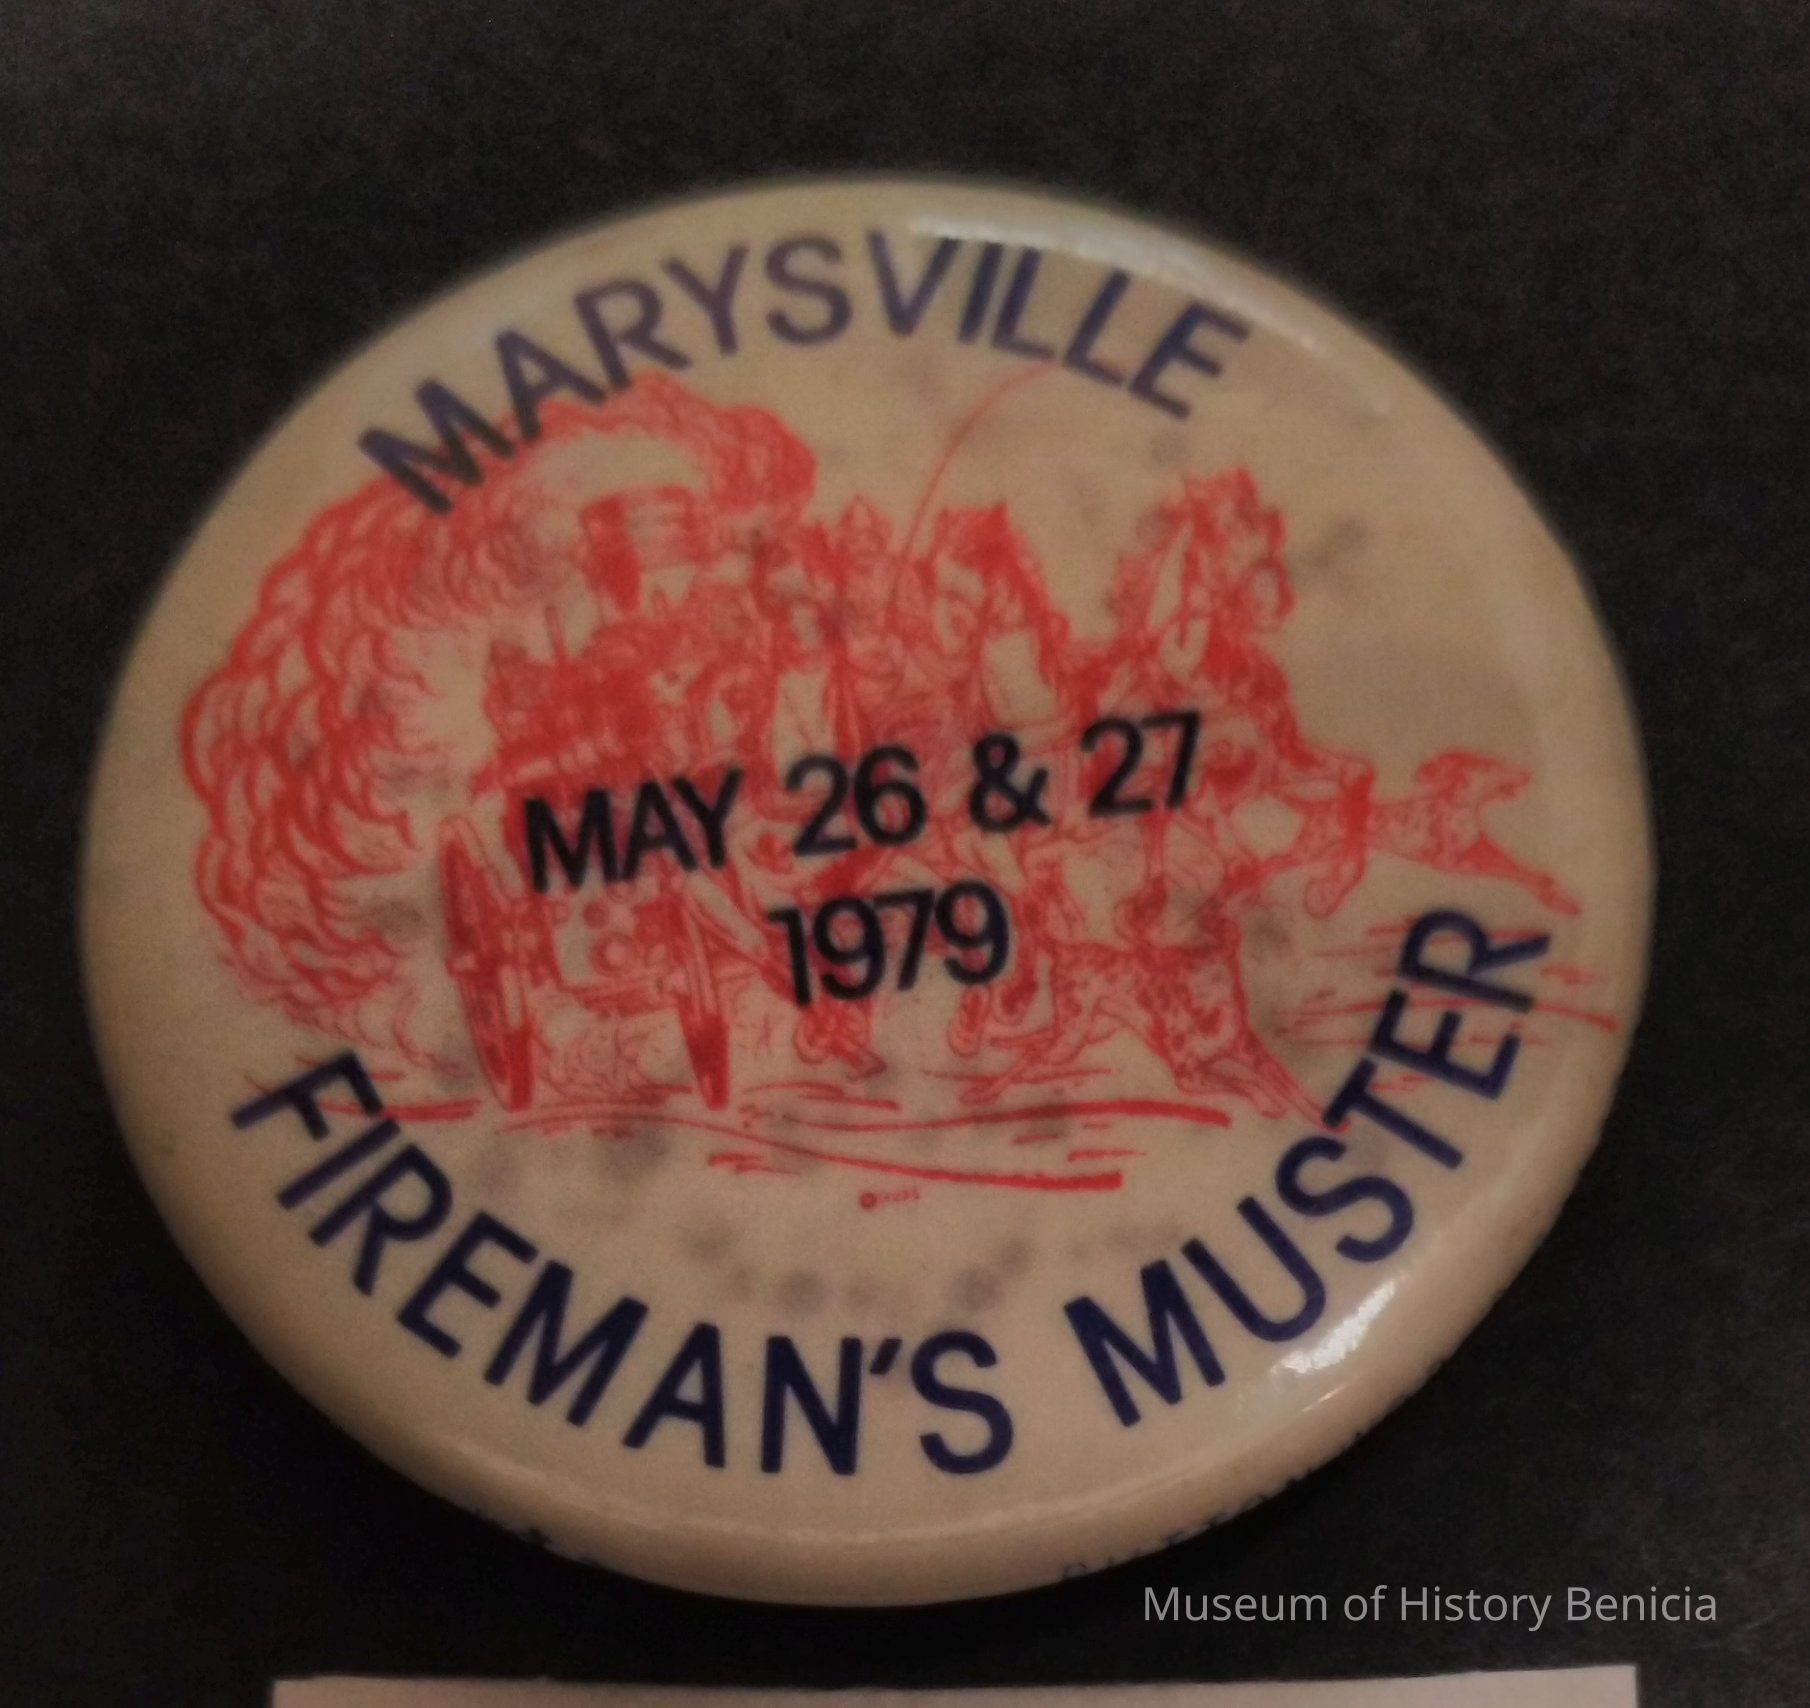 MARYSVILLE
MAY 26 & 27
1979
FIREMAN'S MUSTER
Museum of History Benicia